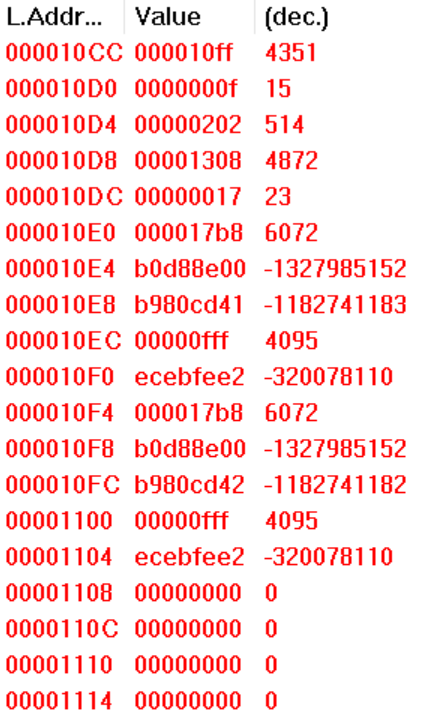 L.Addr... Value (dec.)
000010CC 000010ff 4351
000010D0 0000000f 15
000010D4 00000202 514
000010D8 00001308 4872
000010DC 00000017 23
000010E0 000017b8 6072
000010E4 b0d88e00 -1327985152
000010E8 b980cd41 -1182741183
000010EC 00000fff 4095
000010F0 ecebfee2 -320078110
000010F4 000017b8 6072
000010F8 b0d88e00 -1327985152
000010FC b980cd42 -1182741182
00001100 00000fff 4095
00001104 ecebfee2 -320078110
00001108 00000000 0
0000110C 00000000 0
00001110 00000000 0
00001114 00000000 0